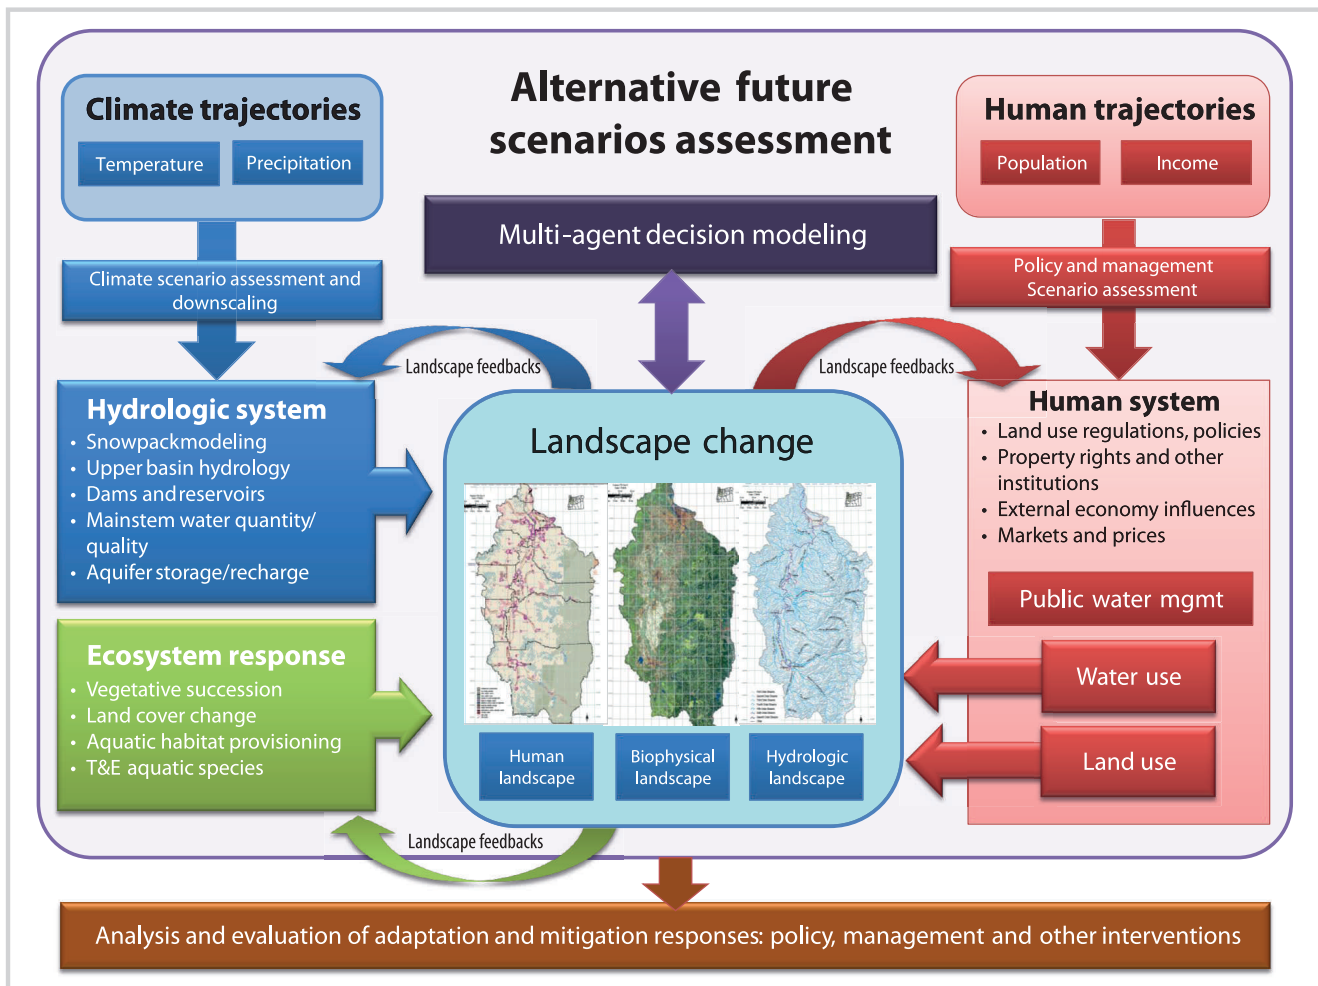 Alternative future
scenarios assessment
Climate trajectories
Temperature
Precipitation
Human trajectories
Population
Income
Multi-agent decision modeling
Climate scenario assessment and
downscaling
Policy and management
Scenario assessment
Landscape feedbacks
Landscape feedbacks
Hydrologic system
• Snowpackmodeling
• Upper basin hydrology
• Dams and reservoirs
• Mainstem water quantity/
quality
• Aquifer storage/recharge
Landscape change
Human system
• Land use regulations, policies
• Property rights and other
institutions
• External economy influences
• Markets and prices
Public water mgmt
Water use
Land use
Ecosystem response
• Vegetative succession
• Land cover change
• Aquatic habitat provisioning
• T&E aquatic species
Human
landscape
Biophysical
landscape
Hydrologic
landscape
Landscape feedbacks
Analysis and evaluation of adaptation and mitigation responses: policy, management and other interventions